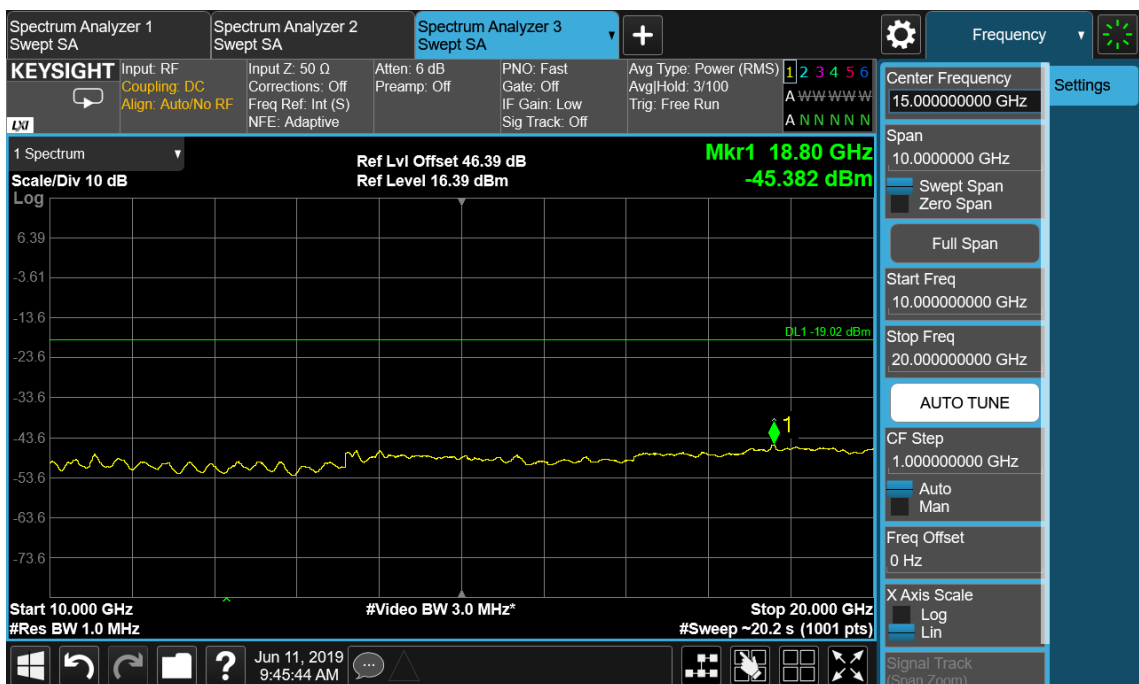 Spectrum Analyzer 1
Swept SA
Spectrum Analyzer 2
Swept SA
Spectrum Analyzer 3
Swept SA
Frequency
KEYSIGHT
LXI
Input: RF
Coupling: DC
Align: Auto/No RF
Input Z: 50 Ω
Corrections: Off
Freq Ref: Int (S)
NFE: Adaptive
Atten: 6 dB
Preamp: Off
PNO: Fast
Gate: Off
IF Gain: Low
Sig Track: Off
Avg Type: Power (RMS)
Avg|Hold: 3/100
Trig: Free Run
1 2 3 4 5 6
A W W W W W
A N N N N N
1 Spectrum
Scale/Div 10 dB
Log
Ref Lvl Offset 46.39 dB
Ref Level 16.39 dBm
Mkr1 18.80 GHz
-45.382 dBm
6.39
-3.61
-13.6
-23.6
-33.6
-43.6
-53.6
-63.6
-73.6
DL1 -19.02 dBm
1
Start 10.000 GHz
#Res BW 1.0 MHz
#Video BW 3.0 MHz*
Stop 20.000 GHz
#Sweep ~20.2 s (1001 pts)
Center Frequency
15.000000000 GHz
Settings
Span
10.0000000 GHz
Swept Span
Zero Span
Full Span
Start Freq
10.000000000 GHz
Stop Freq
20.000000000 GHz
AUTO TUNE
CF Step
1.000000000 GHz
Auto
Man
Freq Offset
0 Hz
X Axis Scale
Log
Lin
Signal Track
(Span Zoom)
?
Jun 11, 2019
9:45:44 AM